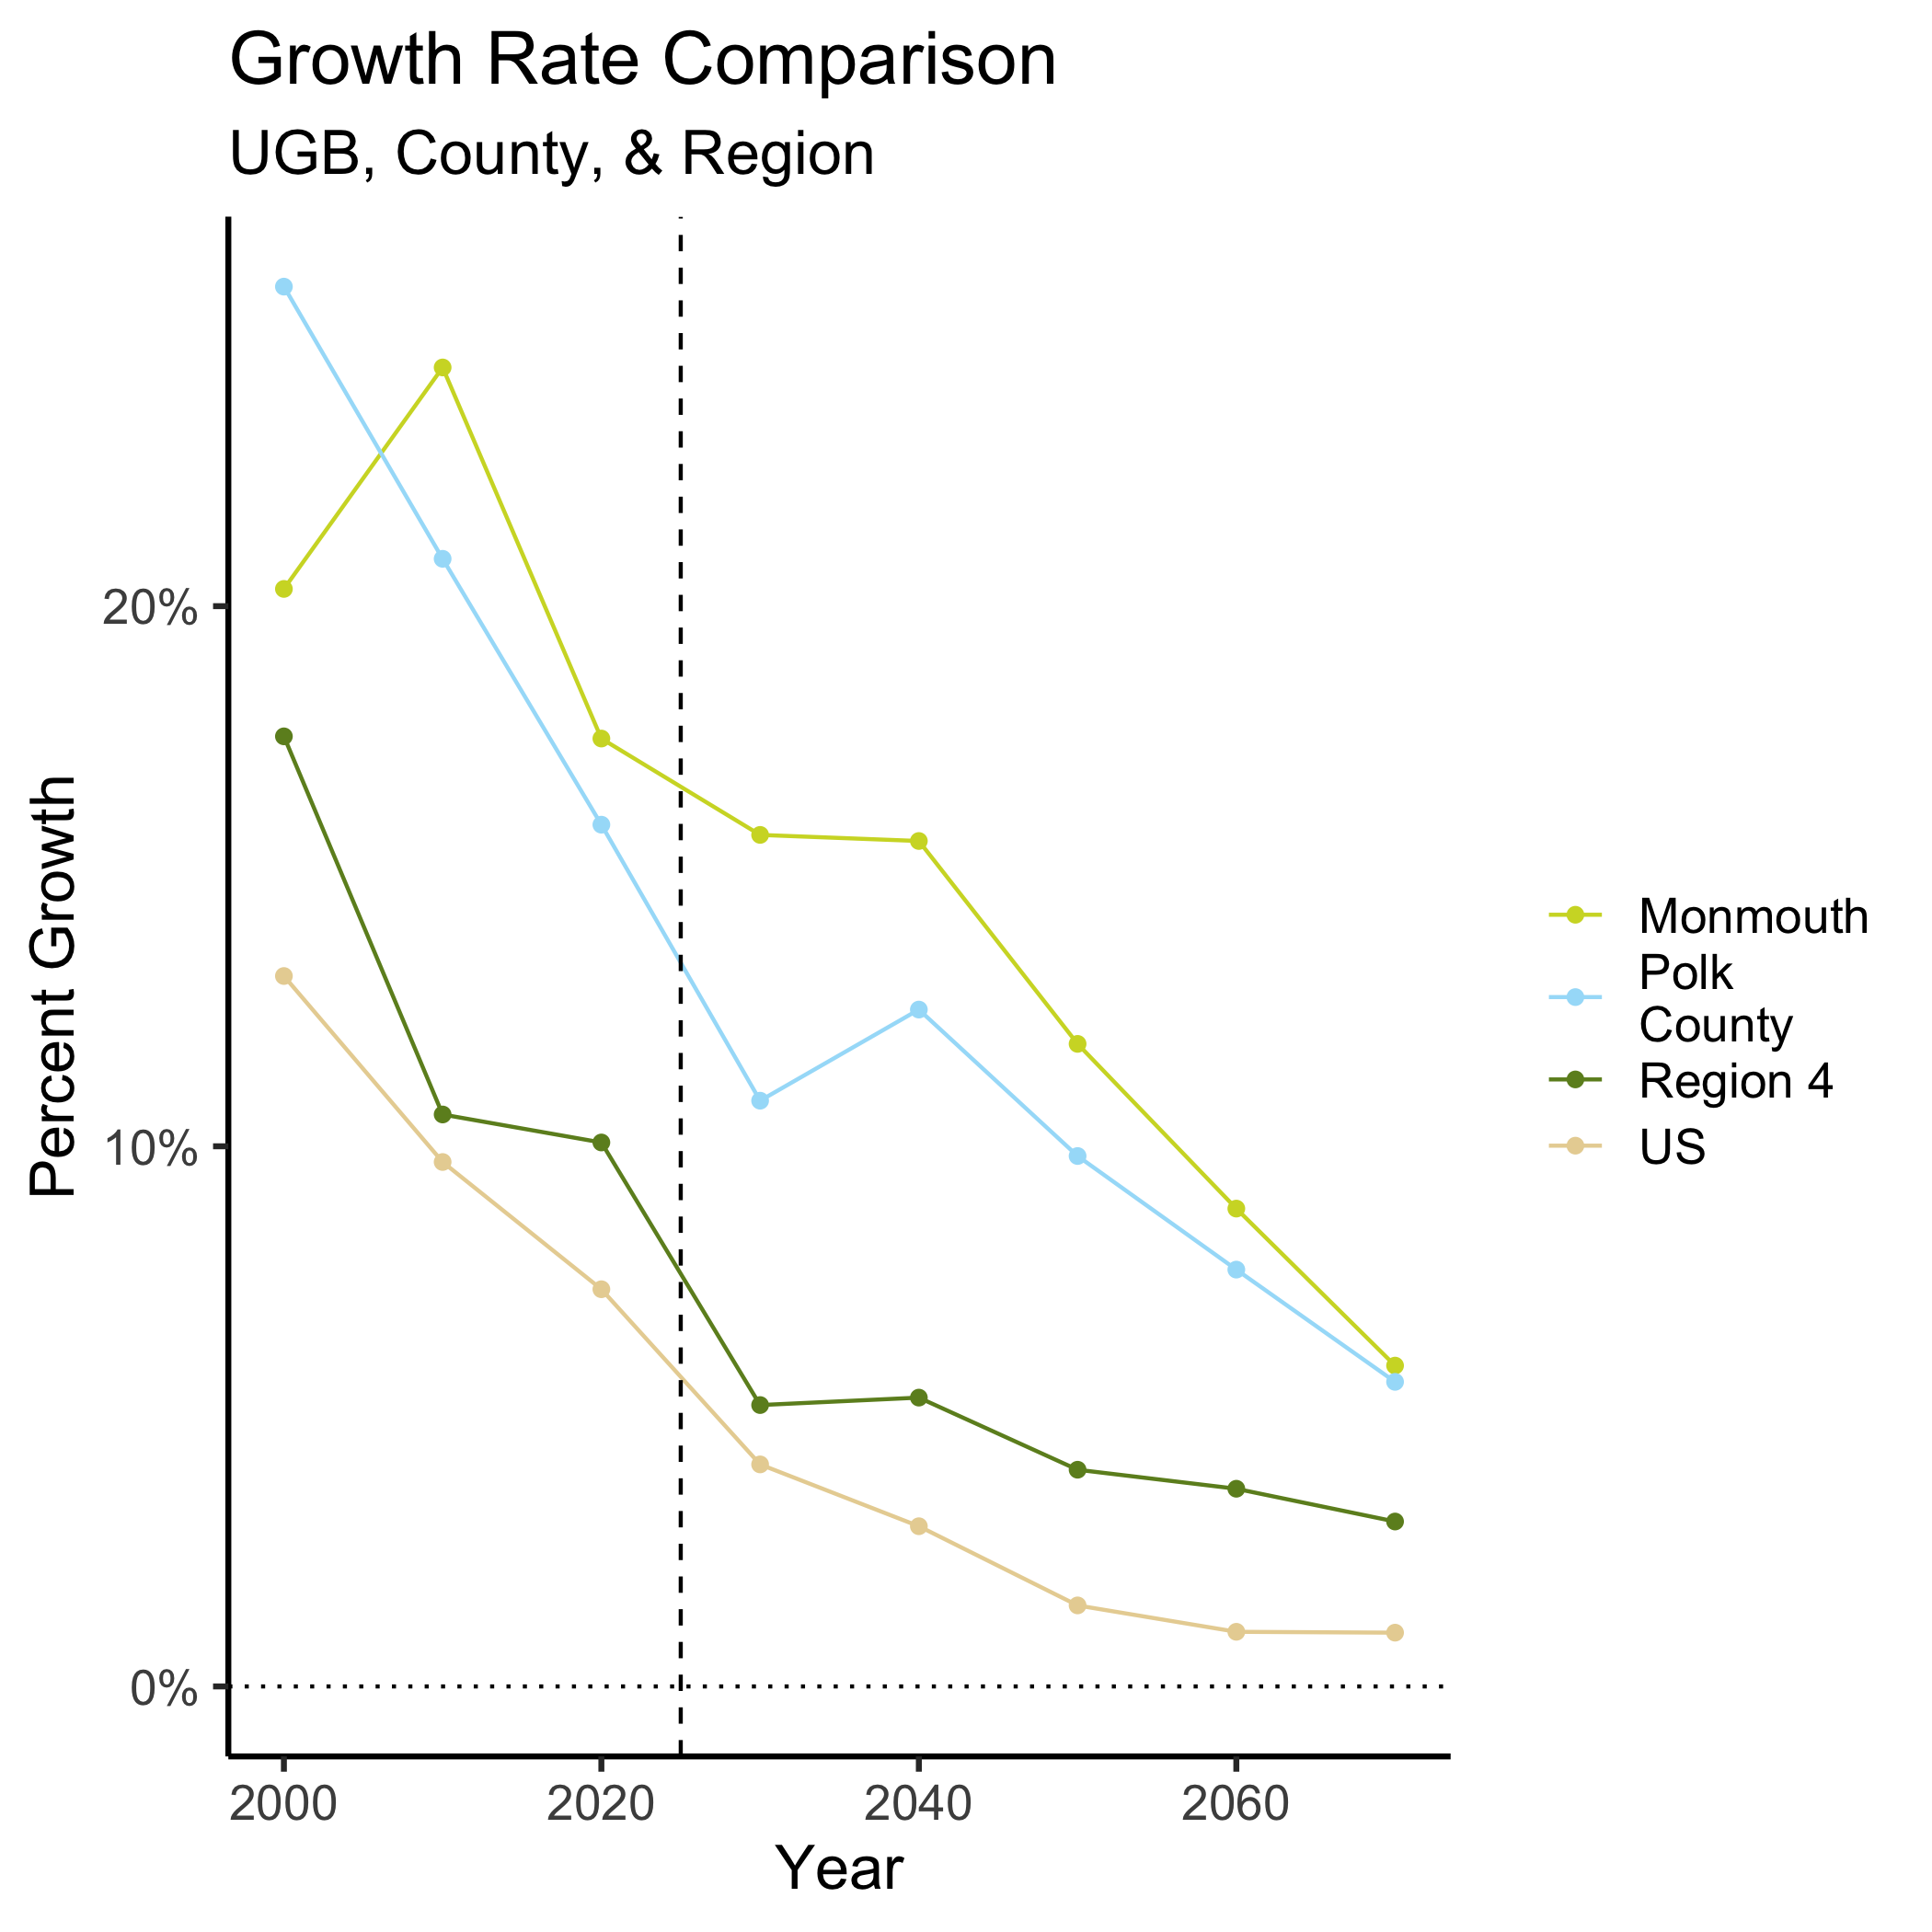 Growth Rate Comparison
UGB, County, & Region
Percent Growth
20%
10%
0%
2000
2020
2040
2060
Year
Monmouth
Polk
County
Region 4
US